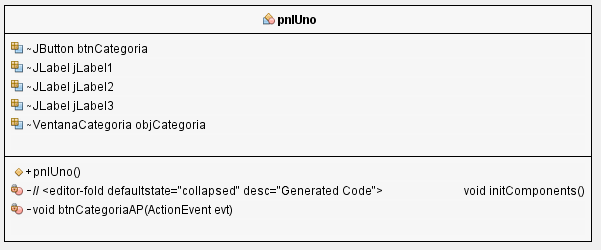 pnlUno
~JButton btnCategoria
~JLabel jLabel1
~JLabel jLabel2
~JLabel jLabel3
~VentanaCategoria objCategoria
+pnlUno()
-// <editor-fold defaultstate="collapsed" desc="Generated Code"> void initComponents()
-void btnCategoriaAP(ActionEvent evt)